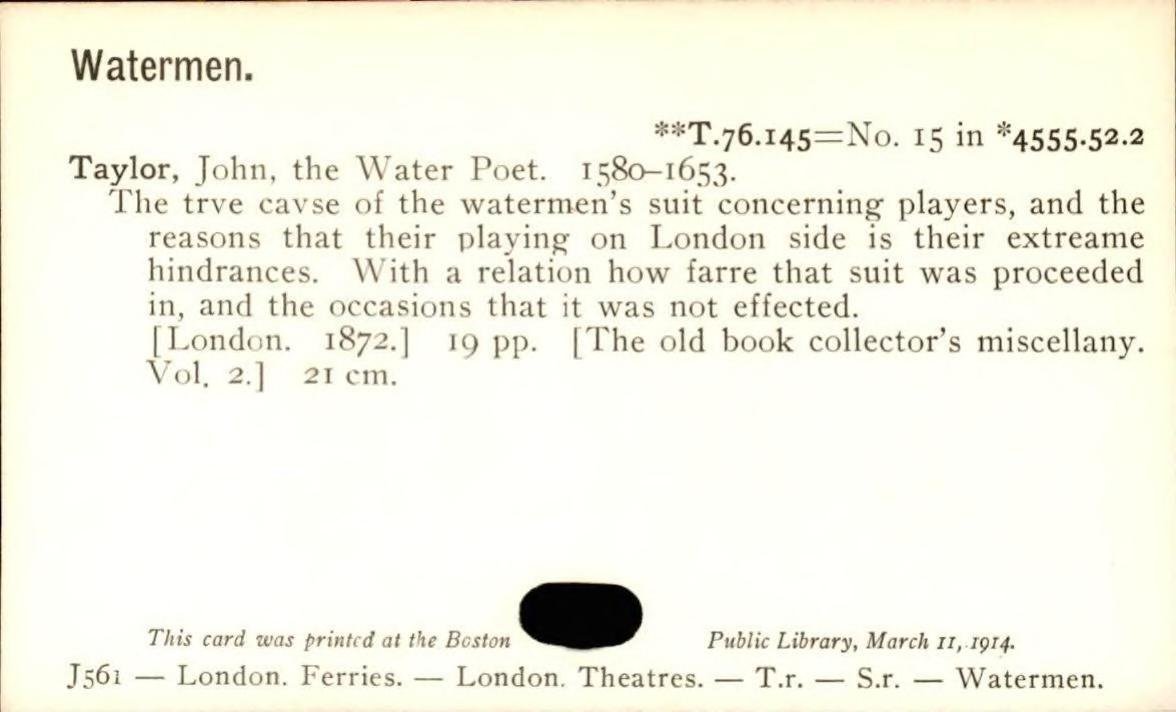 Watermen.
**T.76.145=No. 15 in *4555.52.2
Taylor, John, the Water Poet. 1580–1653.
The trve cavse of the watermen's suit concerning players, and the
reasons that their playing on London side is their extreame
hindrances. With a relation how farre that suit was proceeded
in, and the occasions that it was not effected.
[London. 1872.] 19 pp. [The old book collector's miscellany.
Vol. 2.] 21 cm.
This card was printed at the Boston Public Library, March 11, 1914.
J561 — London. Ferries. — London. Theatres. — T.r. — S.r. — Watermen.